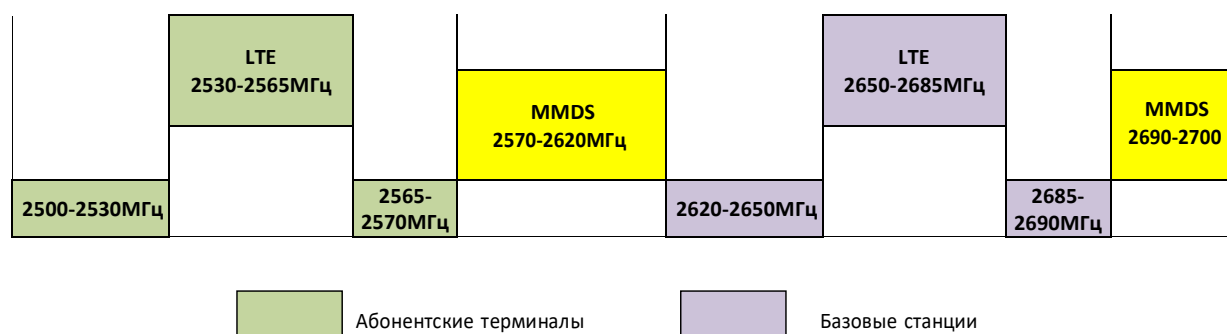 LTE
2530-2565МГц
LTE
2650-2685МГц
MMDS
2570-2620МГц
MMDS
2690-2700
2500-2530МГц
2565-
2570МГц
2620-2650МГц
2685-
2690МГц
Абонентские терминалы
Базовые станции